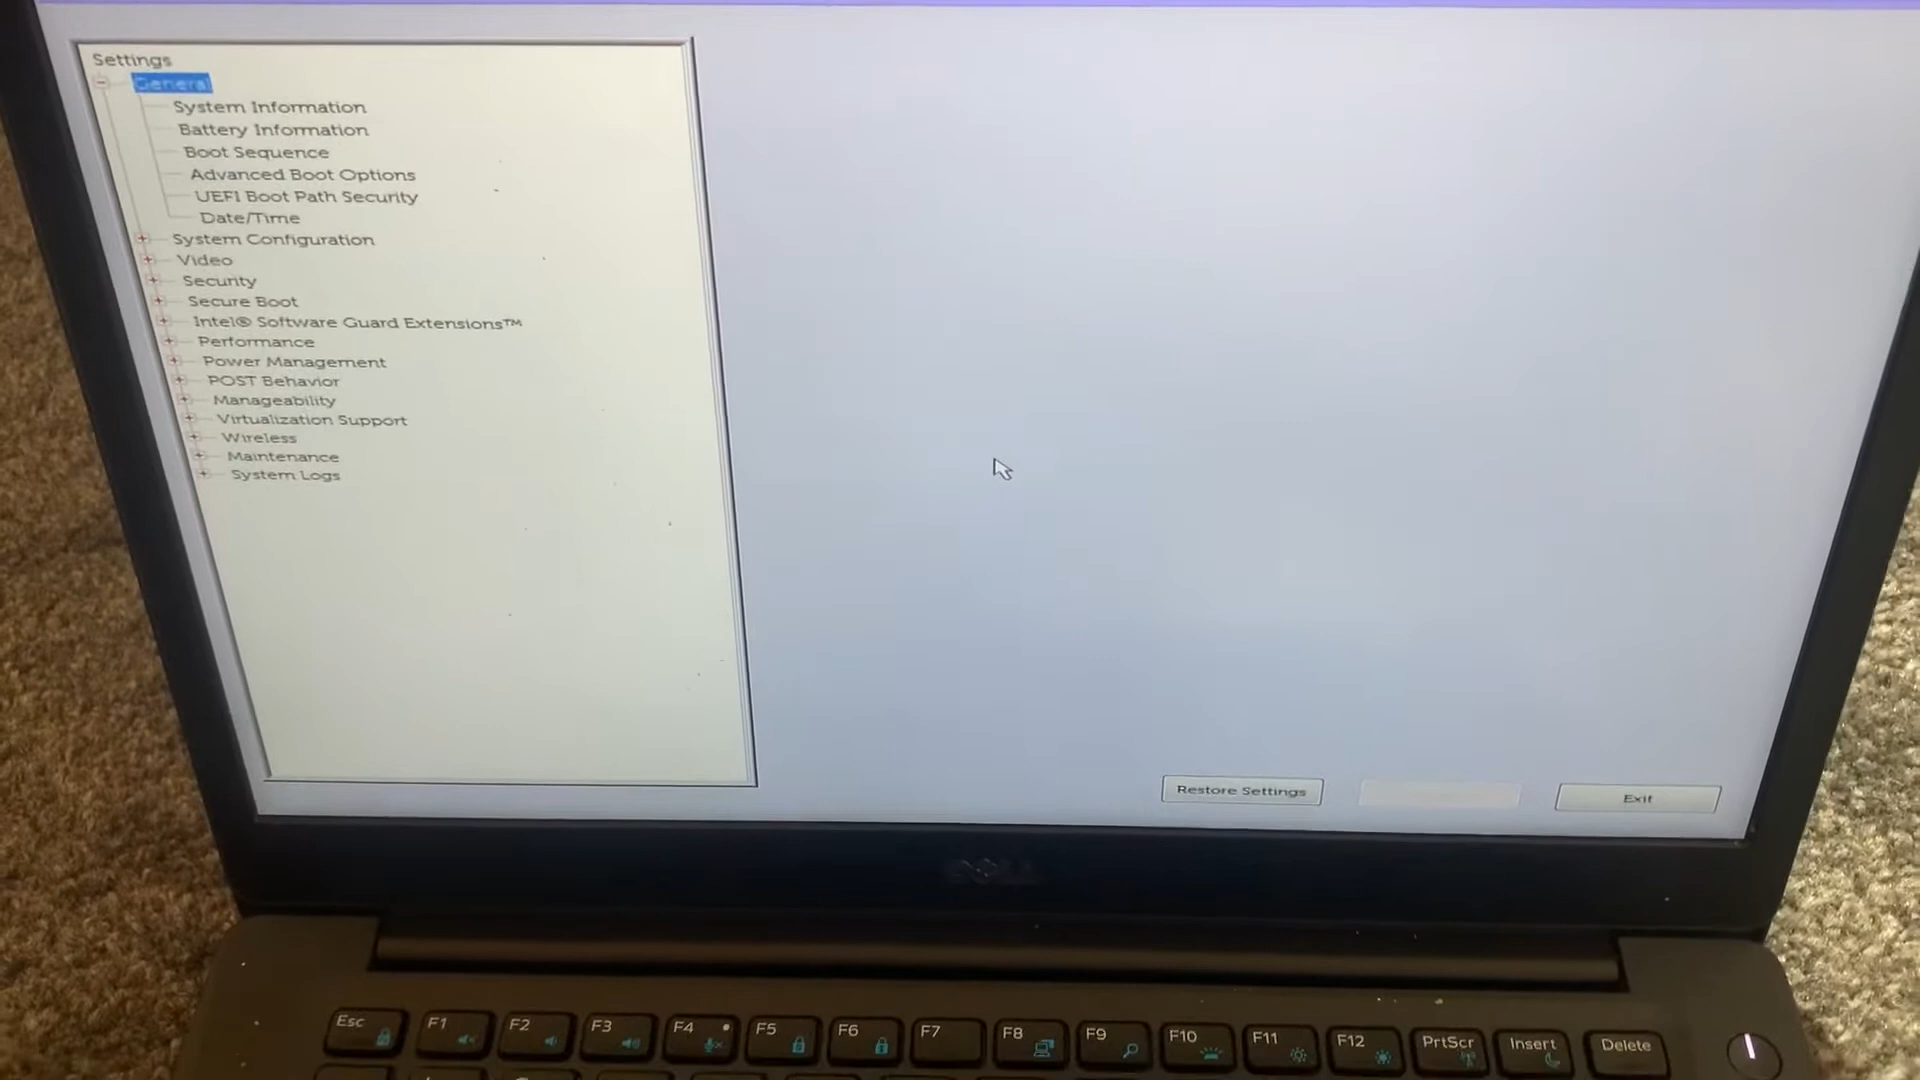 Settings
General
System Information
Battery Information
Boot Sequence
Advanced Boot Options
UEFI Boot Path Security
Date/Time
System Configuration
Video
Security
Secure Boot
Intel® Software Guard Extensions™
Performance
Power Management
POST Behavior
Manageability
Virtualization Support
Wireless
Maintenance
System Logs
Restore Settings
Exit
DELL
Esc F1 F2 F3 F4 F5 F6 F7 F8 F9 F10 F11 F12 PrtScr Insert Delete